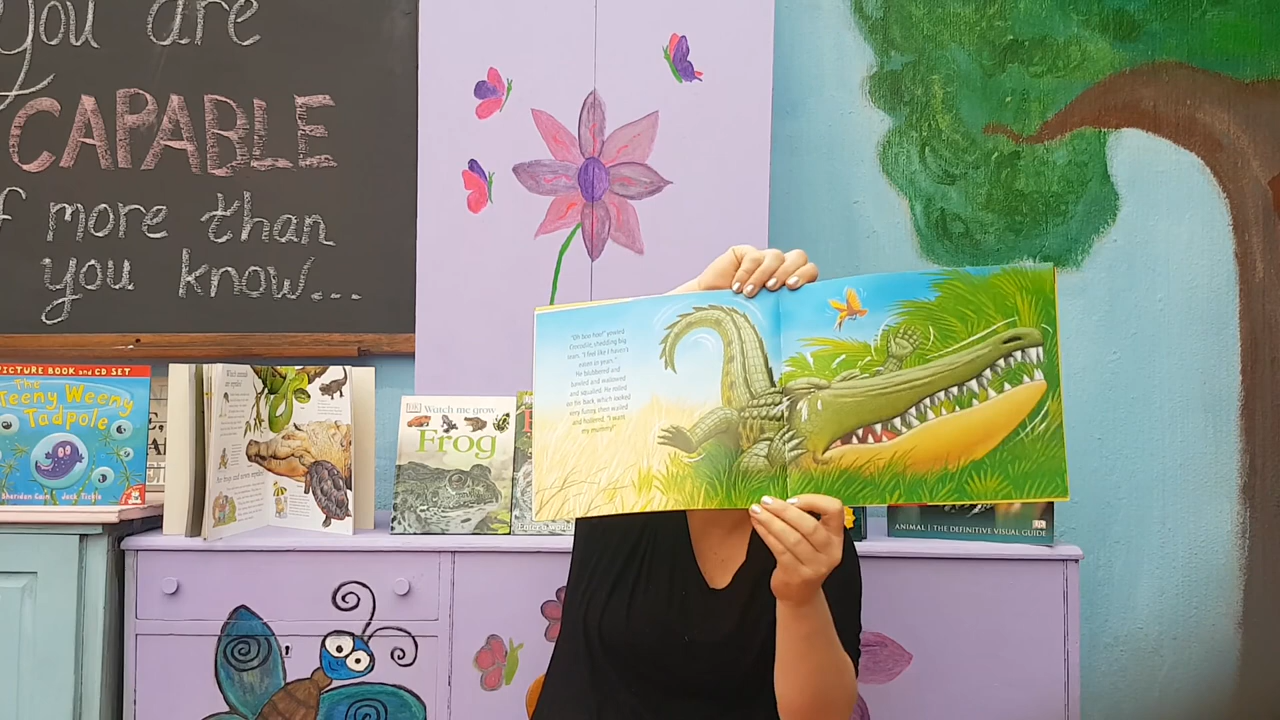 you are
CAPABLE
of more than
you know...
PICTURE BOOK and CD SET
The
Teeny Weeny
Tadpole
Sheridan Cain Jack Tickle
DK Watch me grow
Frog
"Oh boo hoo!" yowled
Crocodile, shedding big
tears. "I feel like I haven't
eaten in years."
He blubbered and
bawled and wallowed
and squalled. He rolled
on his back, which looked
very funny, then wailed
and hollered, "I want
my mummy!"
ANIMAL | THE DEFINITIVE VISUAL GUIDE
DK